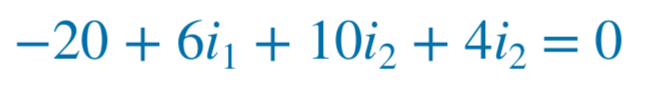 −20 + 6i₁ + 10i₂ + 4i₂ = 0